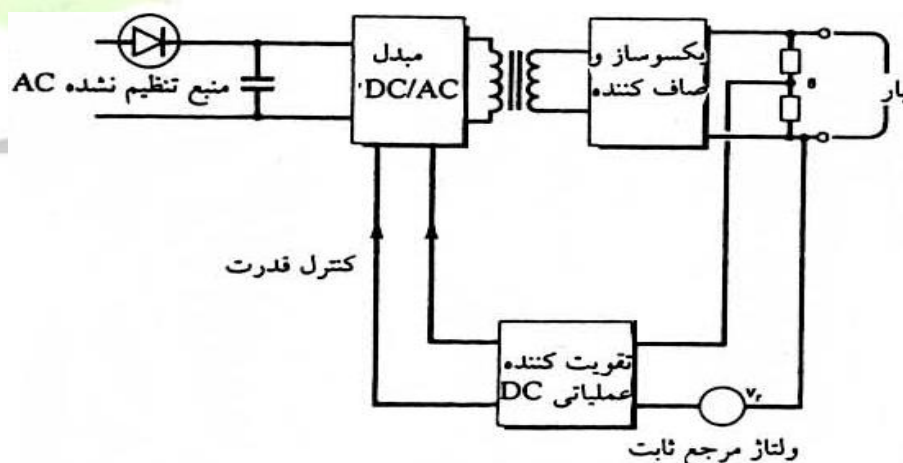 منبع تنظیم نشده AC
مبدل
DC/AC
یکسوساز و
صاف کننده
a
بار
کنترل قدرت
تقویت کننده
عملیاتی DC
vᵣ
ولتاژ مرجع ثابت